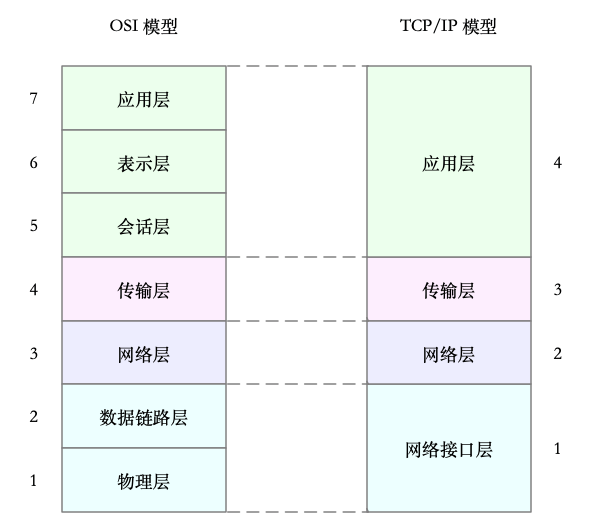 OSI 模型
TCP/IP 模型
7
应用层
6
表示层
应用层
4
5
会话层
4
传输层
传输层
3
3
网络层
网络层
2
2
数据链路层
网络接口层
1
1
物理层